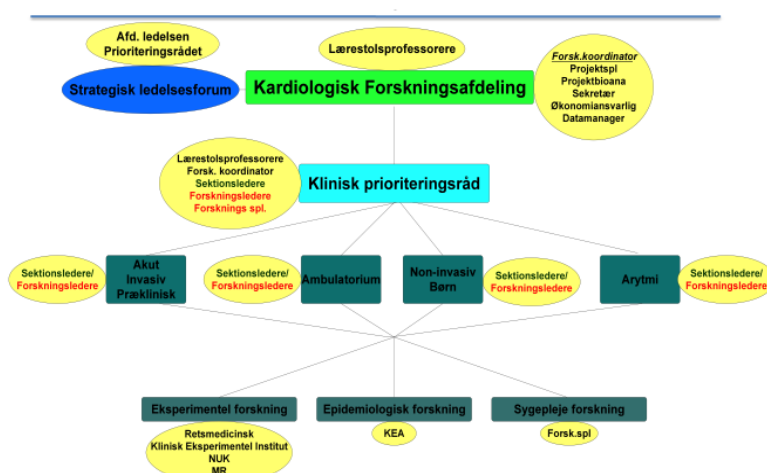 Afd. ledelsen
Prioriteringsrådet
Strategisk ledelsesforum
Lærestolsprofessorere
Kardiologisk Forskningsafdeling
Forsk.koordinator
Projektspl
Projektbioana
Sekretær
Økonomiansvarlig
Datamanager
Lærestolsprofessorere
Forsk. koordinator
Sektionsledere
Forskningsledere
Forsknings spl.
Klinisk prioriteringsråd
Sektionsledere/
Forskningsledere
Akut
Invasiv
Præklinisk
Sektionsledere/
Forskningsledere
Ambulatorium
Non-invasiv
Børn
Sektionsledere/
Forskningsledere
Arytmi
Sektionsledere/
Forskningsledere
Eksperimentel forskning
Retsmedicinsk
Klinisk Eksperimentel Institut
NUK
MR
Epidemiologisk forskning
KEA
Sygepleje forskning
Forsk.spl